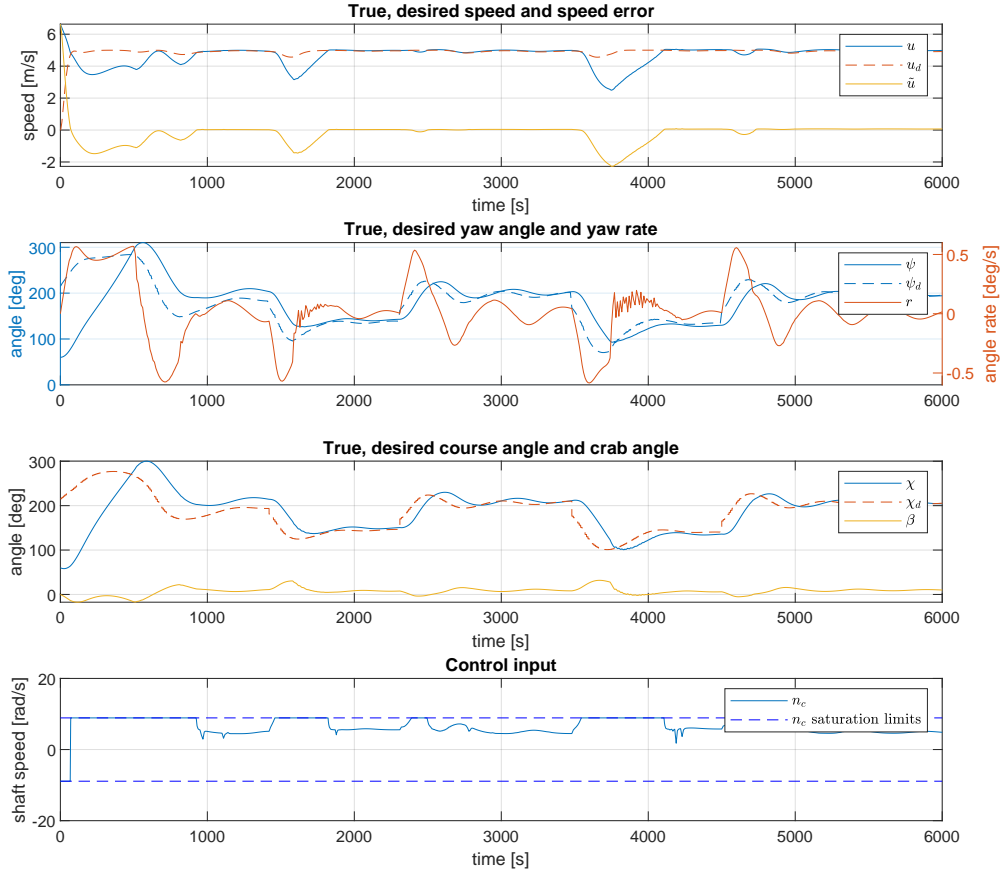 True, desired speed and speed error
6
4
2
0
-2
speed [m/s]
u
u_d
ũ
0 1000 2000 3000 4000 5000 6000
time [s]
True, desired yaw angle and yaw rate
300
200
100
0
angle [deg]
0.5
0
-0.5
angle rate [deg/s]
ψ
ψ_d
r
0 1000 2000 3000 4000 5000 6000
time [s]
True, desired course angle and crab angle
300
200
100
0
angle [deg]
χ
χ_d
β
0 1000 2000 3000 4000 5000 6000
time [s]
Control input
20
0
-20
shaft speed [rad/s]
n_c
n_c saturation limits
0 1000 2000 3000 4000 5000 6000
time [s]